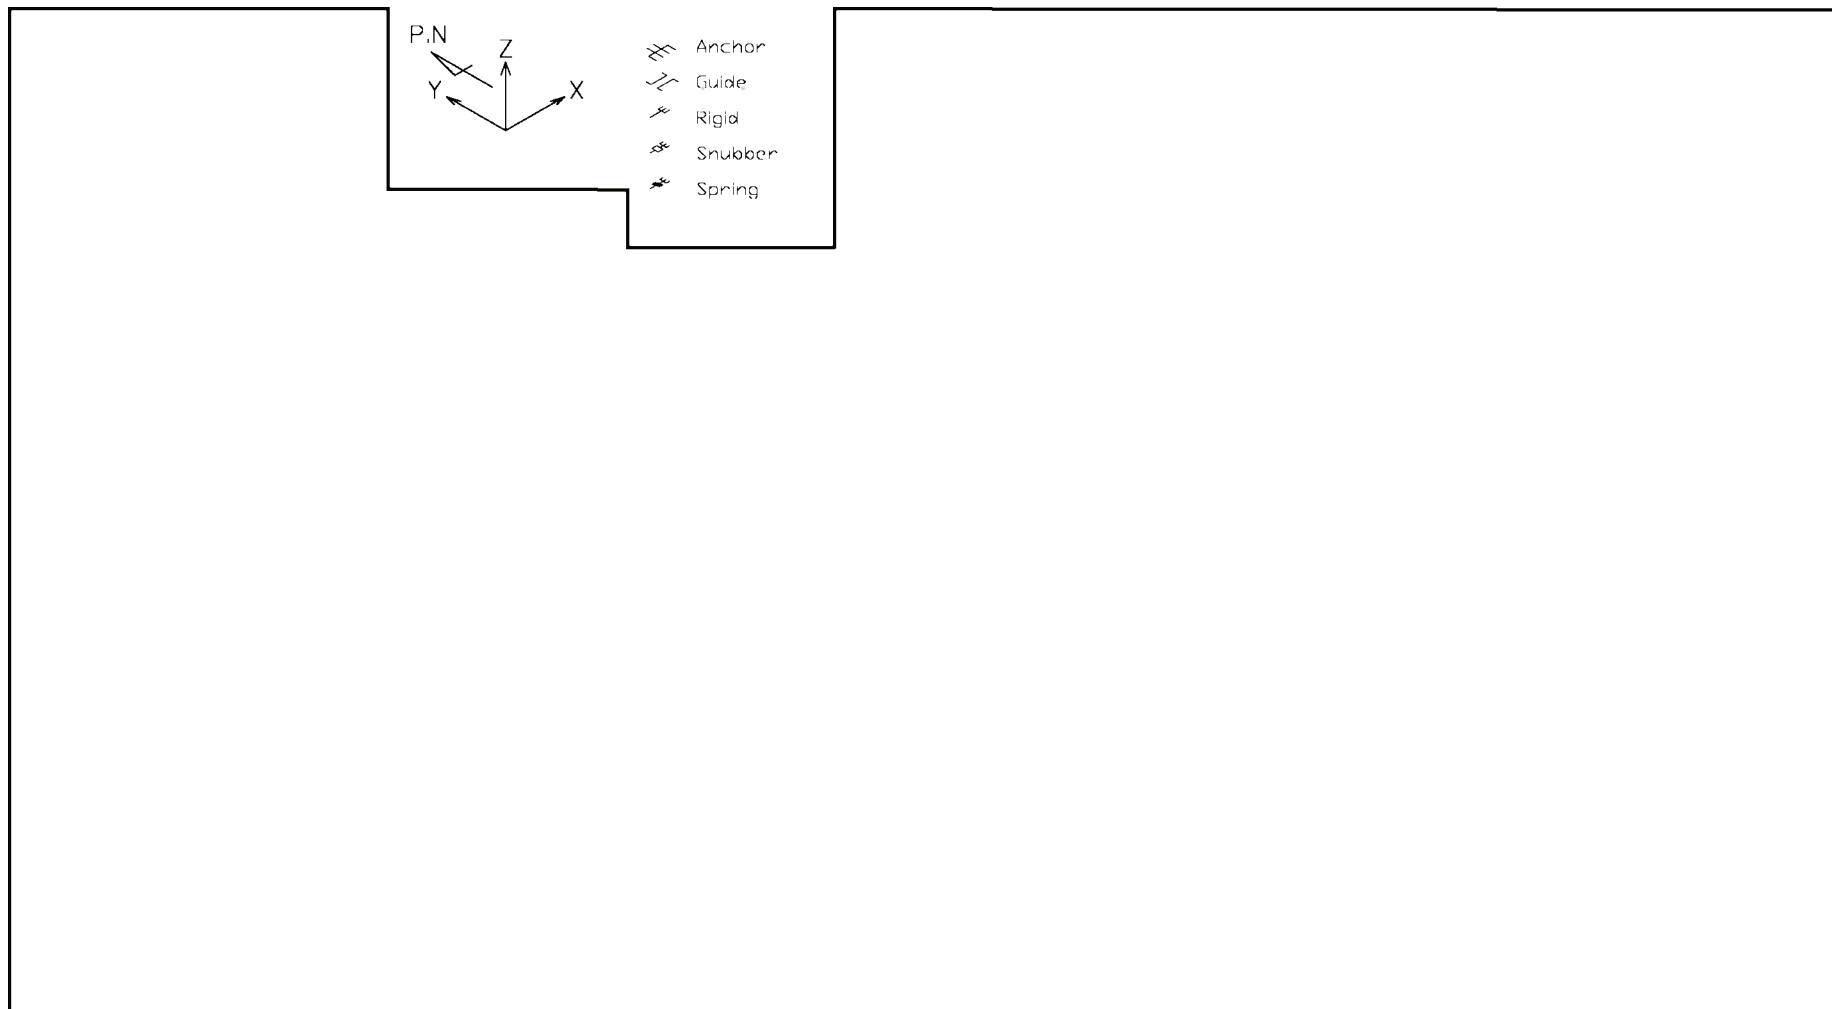 P.N
Z
Y
X
Anchor
Guide
Rigid
Snubber
Spring